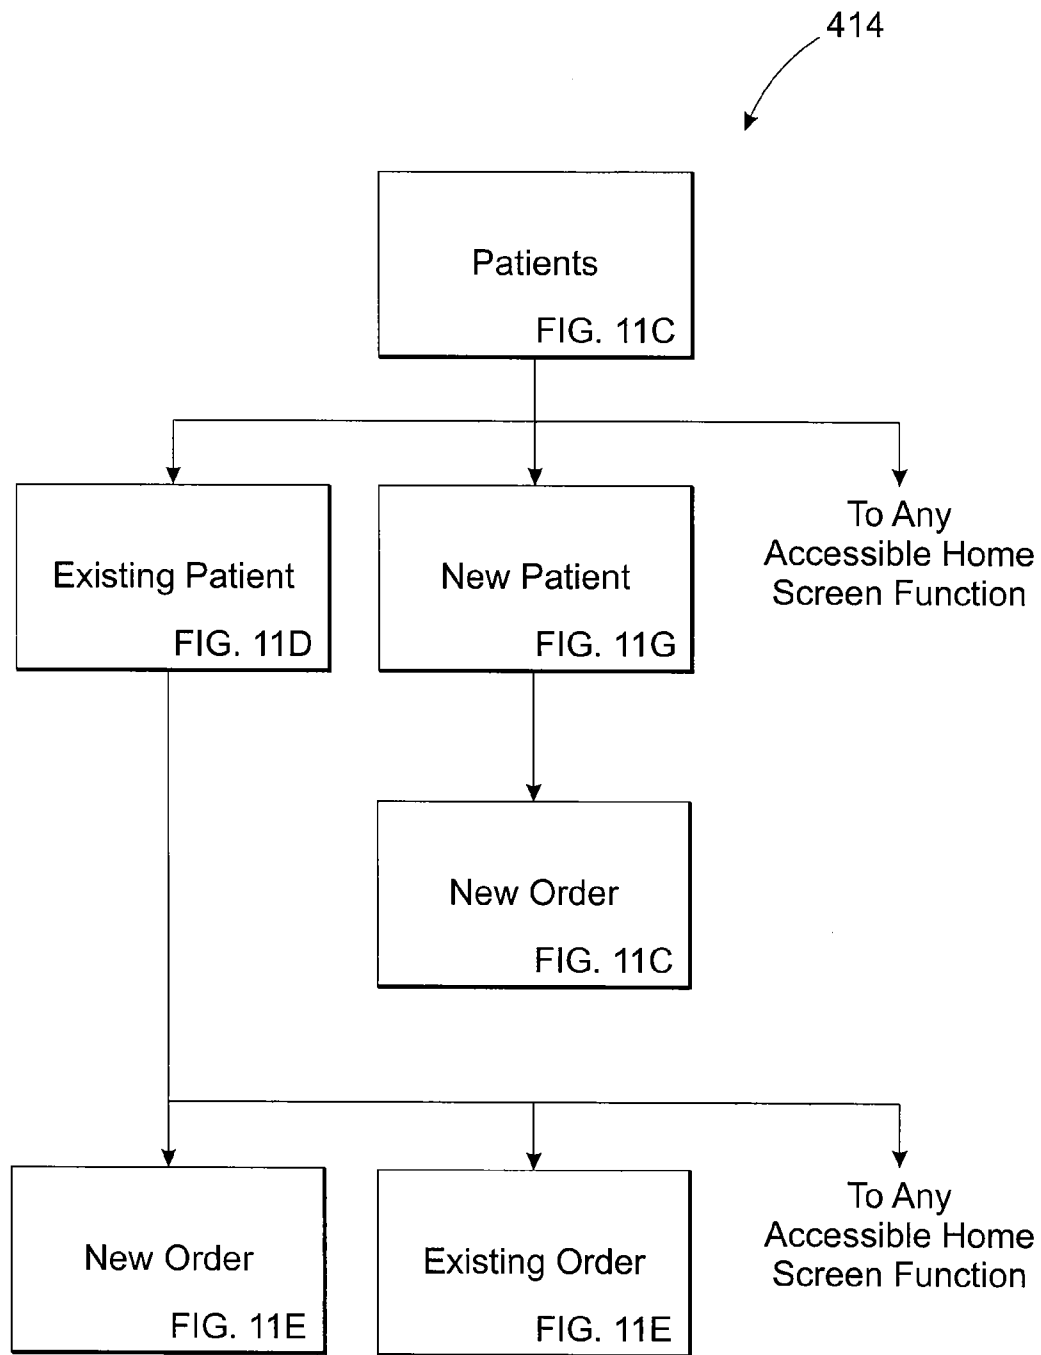 414
Patients
FIG. 11C
Existing Patient
FIG. 11D
New Patient
FIG. 11G
To Any
Accessible Home
Screen Function
New Order
FIG. 11C
New Order
FIG. 11E
Existing Order
FIG. 11E
To Any
Accessible Home
Screen Function